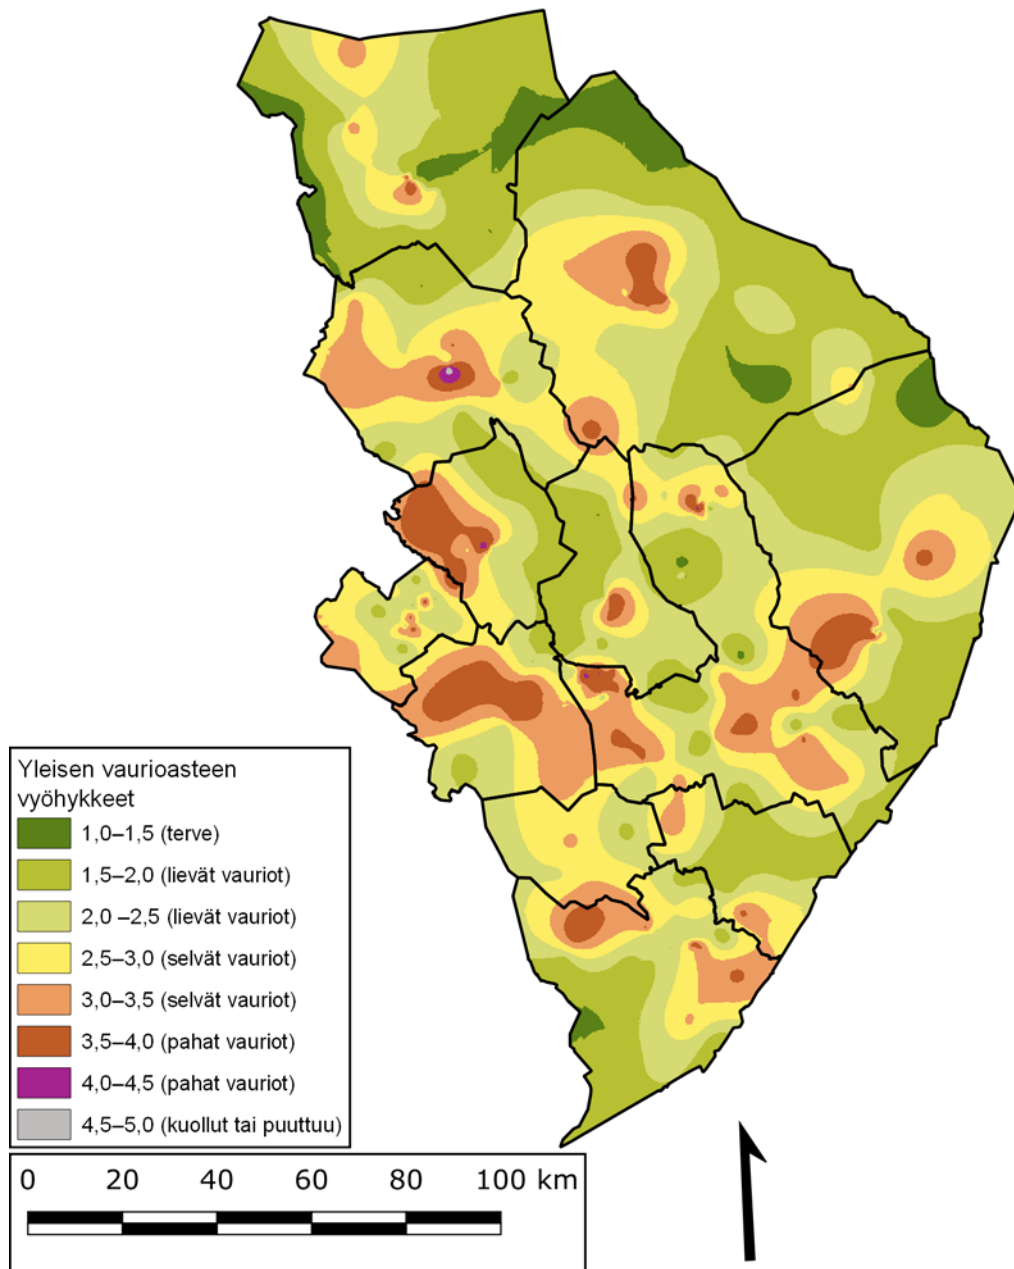 Yleisen vaurioasteen
vyöhykkeet
1,0–1,5 (terve)
1,5–2,0 (lievät vauriot)
2,0 –2,5 (lievät vauriot)
2,5–3,0 (selvät vauriot)
3,0–3,5 (selvät vauriot)
3,5–4,0 (pahat vauriot)
4,0–4,5 (pahat vauriot)
4,5–5,0 (kuollut tai puuttuu)
0 20 40 60 80 100 km